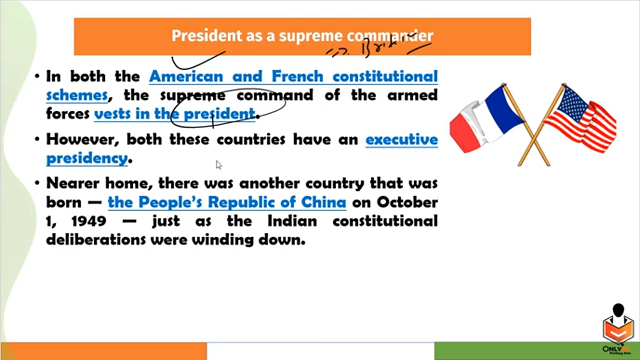 President as a supreme commander
• In both the American and French constitutional
schemes, the supreme command of the armed
forces vests in the president.
• However, both these countries have an executive
presidency.
• Nearer home, there was another country that was
born — the People's Republic of China on October
1, 1949 — just as the Indian constitutional
deliberations were winding down.